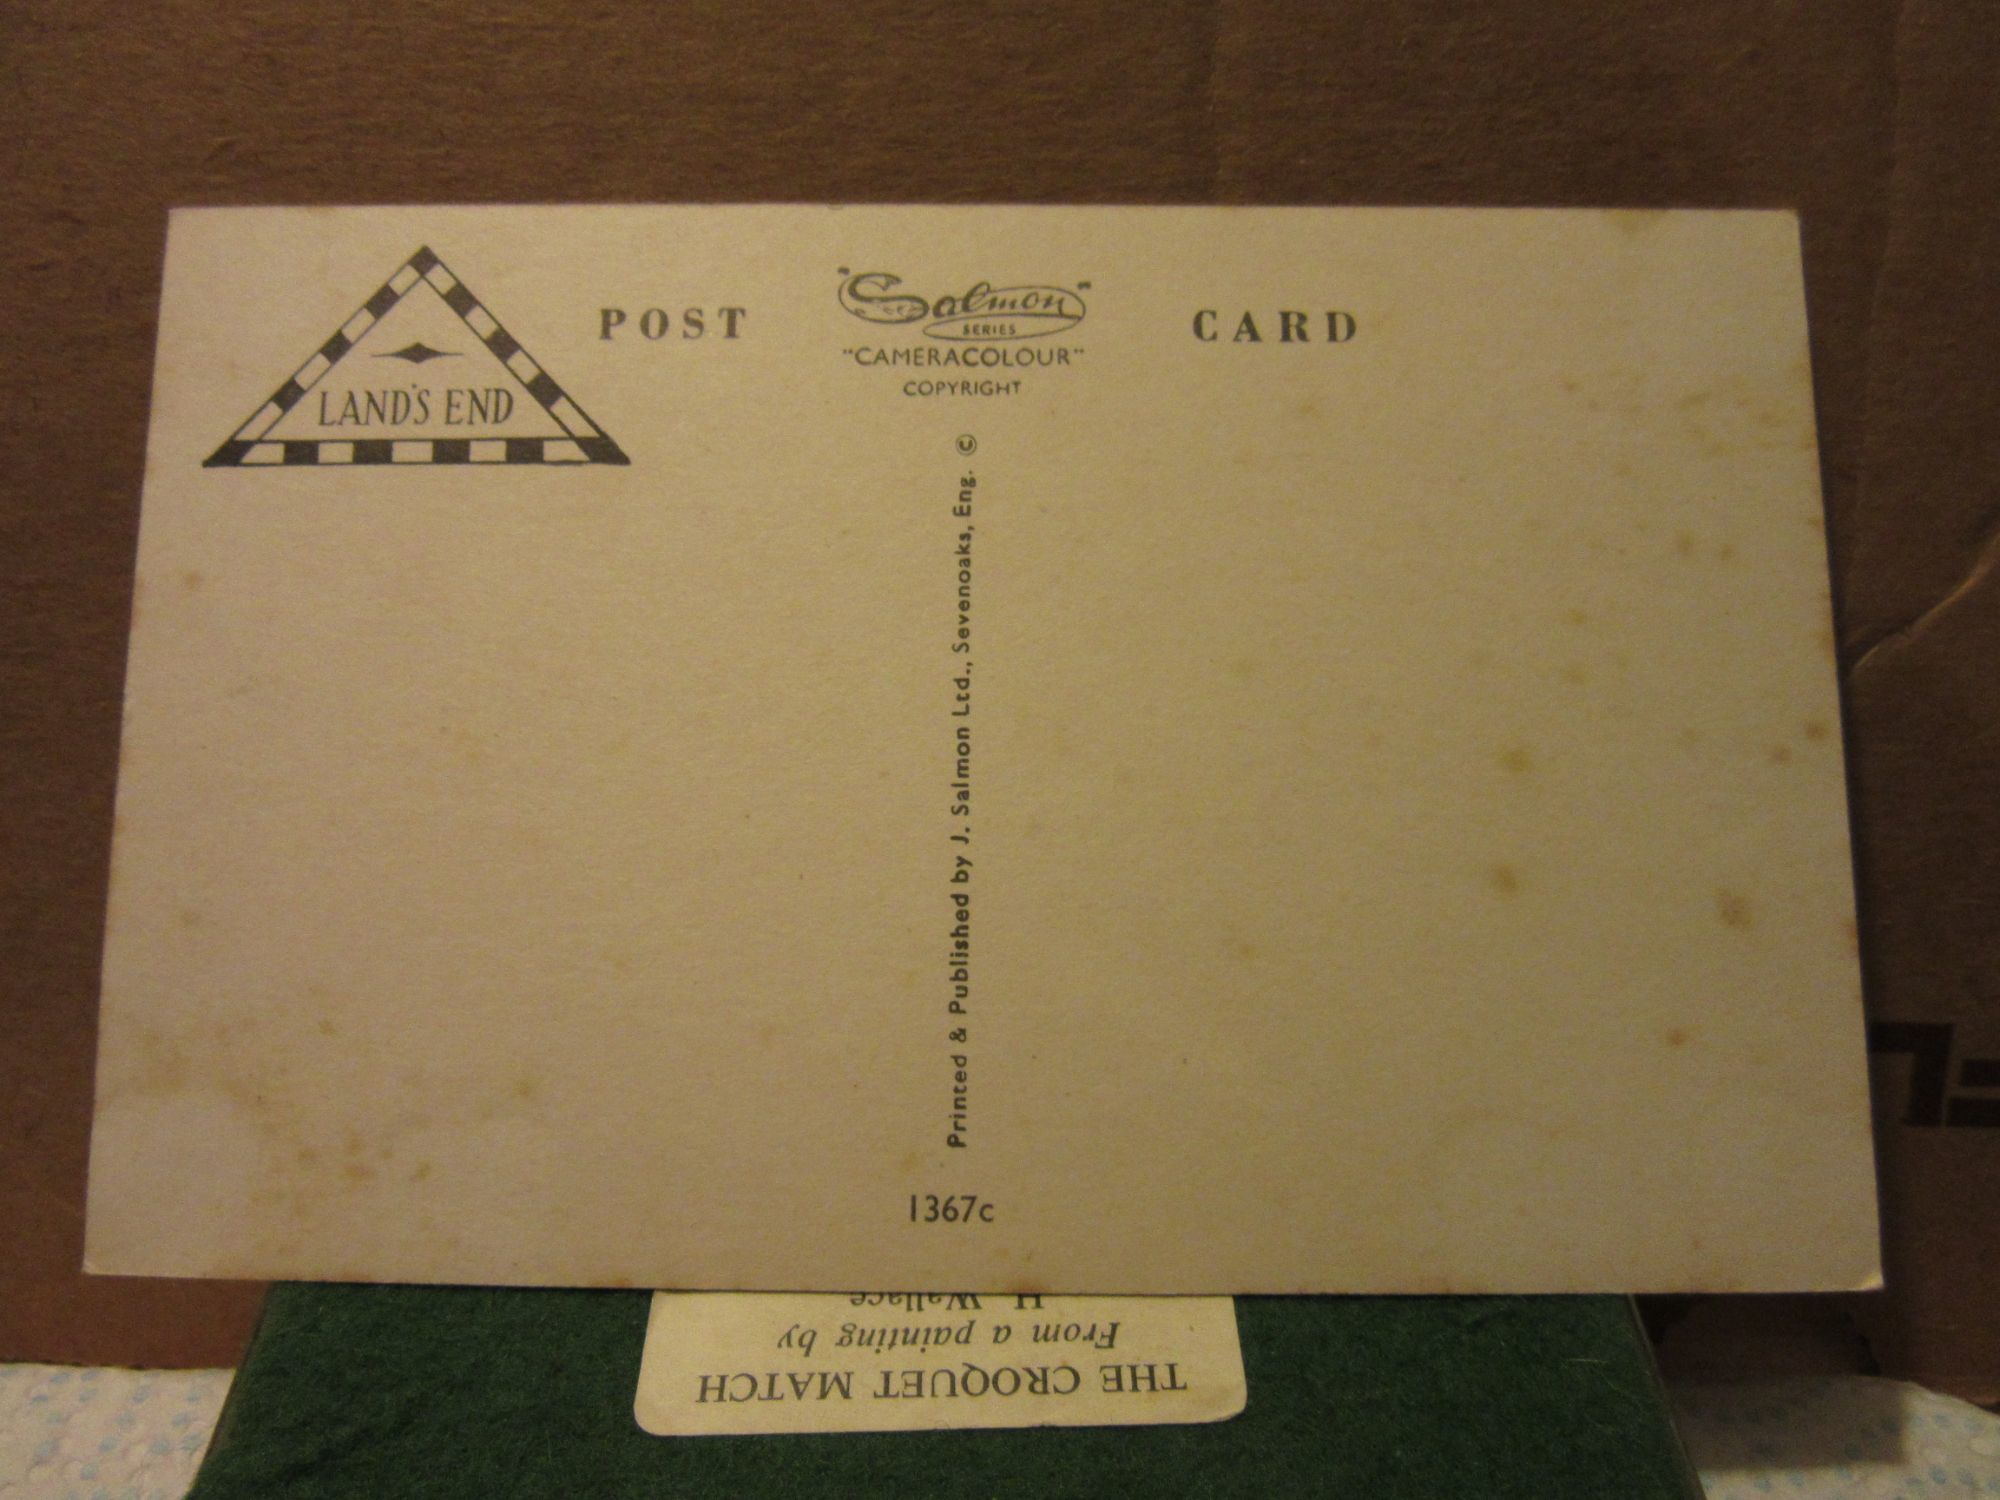 LAND'S END
POST CARD
"Salmon"
SERIES
"CAMERACOLOUR"
COPYRIGHT
Printed & Published by J. Salmon Ltd., Sevenoaks, Eng. ©
1367c
THE CROQUET MATCH
From a painting by
H. Wallace